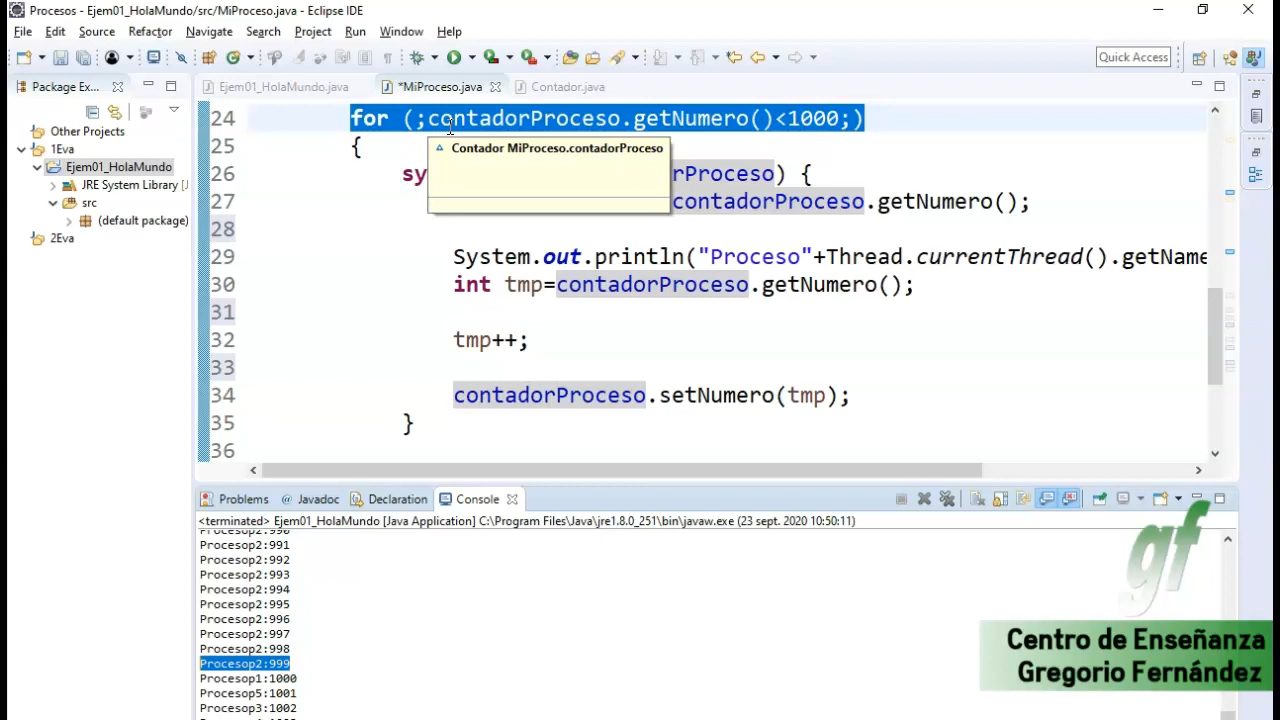 Procesos - Ejem01_HolaMundo/src/MiProceso.java - Eclipse IDE
File Edit Source Refactor Navigate Search Project Run Window Help
Quick Access
Package Ex...
Ejem01_HolaMundo.java
*MiProceso.java
Contador.java
Other Projects
1Eva
Ejem01_HolaMundo
JRE System Library [J
src
(default package)
2Eva
24 for (;contadorProceso.getNumero()<1000;)
25 {
Contador MiProceso.contadorProceso
26 sy rProceso) {
27 contadorProceso.getNumero();
28
29 System.out.println("Proceso"+Thread.currentThread().getName
30 int tmp=contadorProceso.getNumero();
31
32 tmp++;
33
34 contadorProceso.setNumero(tmp);
35 }
36
Problems @ Javadoc Declaration Console
<terminated> Ejem01_HolaMundo [Java Application] C:\Program Files\Java\jre1.8.0_251\bin\javaw.exe (23 sept. 2020 10:50:11)
Procesop2:990
Procesop2:991
Procesop2:992
Procesop2:993
Procesop2:994
Procesop2:995
Procesop2:996
Procesop2:997
Procesop2:998
Procesop2:999
Procesop1:1000
Procesop5:1001
Procesop3:1002
gf
Centro de Enseñanza
Gregorio Fernández